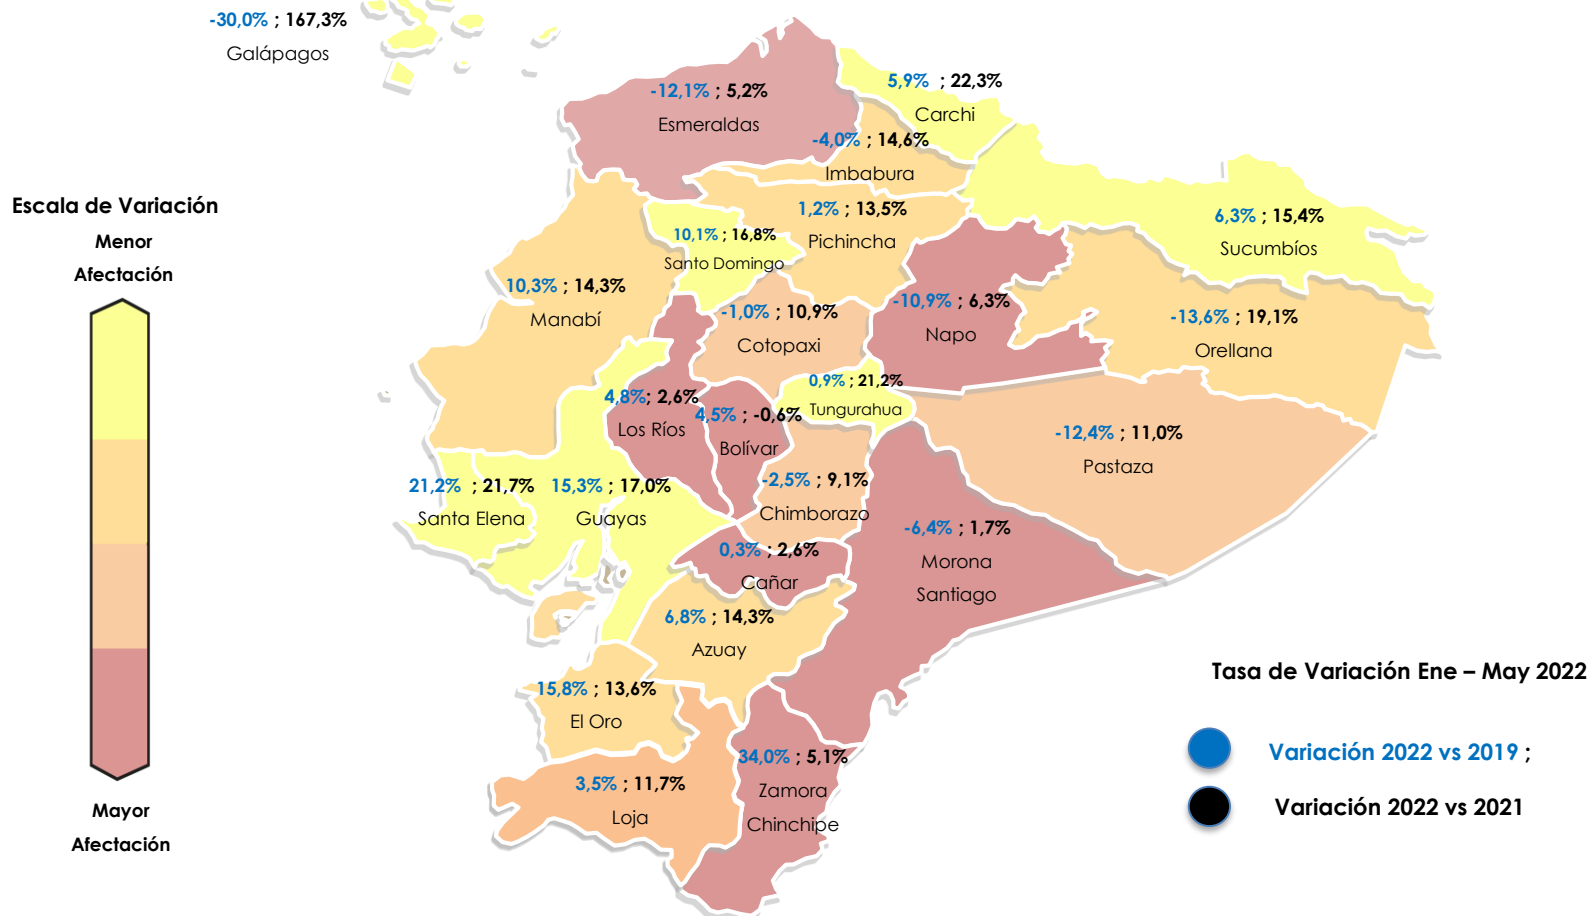 -30,0% ; 167,3%
Galápagos
-12,1% ; 5,2%
Esmeraldas
5,9% ; 22,3%
Carchi
-4,0% ; 14,6%
Imbabura
Escala de Variación
Menor
Afectación
1,2% ; 13,5%
Pichincha
10,1% ; 16,8%
Santo Domingo
6,3% ; 15,4%
Sucumbíos
10,3% ; 14,3%
Manabí
-1,0% ; 10,9%
Cotopaxi
-10,9% ; 6,3%
Napo
-13,6% ; 19,1%
Orellana
4,8%; 2,6%
Los Ríos
4,5% ; -0,6%
Bolívar
0,9% ; 21,2%
Tungurahua
-12,4% ; 11,0%
Pastaza
21,2% ; 21,7%
Santa Elena
15,3% ; 17,0%
Guayas
-2,5% ; 9,1%
Chimborazo
-6,4% ; 1,7%
Morona
Santiago
0,3% ; 2,6%
Cañar
6,8% ; 14,3%
Azuay
15,8% ; 13,6%
El Oro
3,5% ; 11,7%
Loja
34,0% ; 5,1%
Zamora
Chinchipe
Mayor
Afectación
Tasa de Variación Ene – May 2022
Variación 2022 vs 2019 ;
Variación 2022 vs 2021